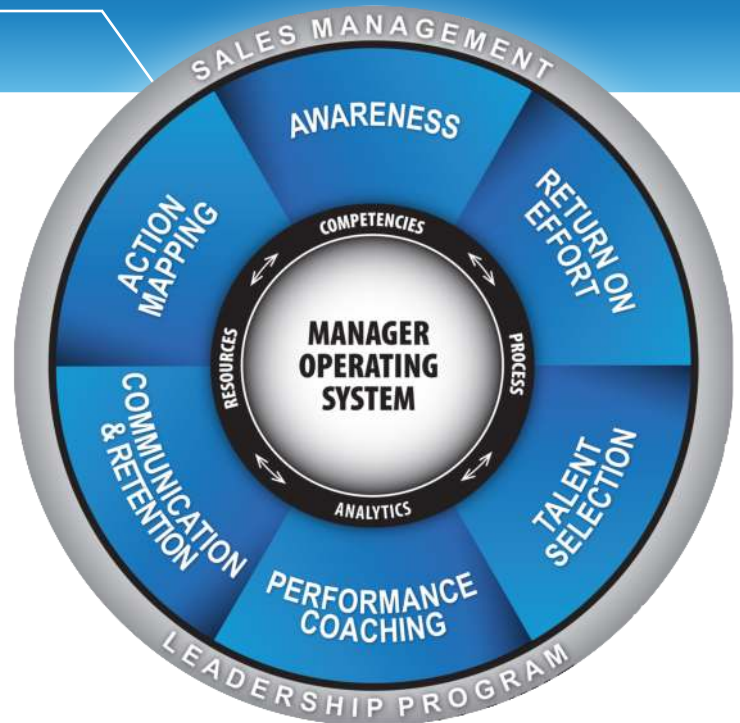 SALES MANAGEMENT
AWARENESS
RETURN ON
EFFORT
TALENT
SELECTION
PERFORMANCE
COACHING
COMMUNICATION
& RETENTION
ACTION
MAPPING
COMPETENCIES
PROCESS
ANALYTICS
RESOURCES
MANAGER
OPERATING
SYSTEM
LEADERSHIP PROGRAM